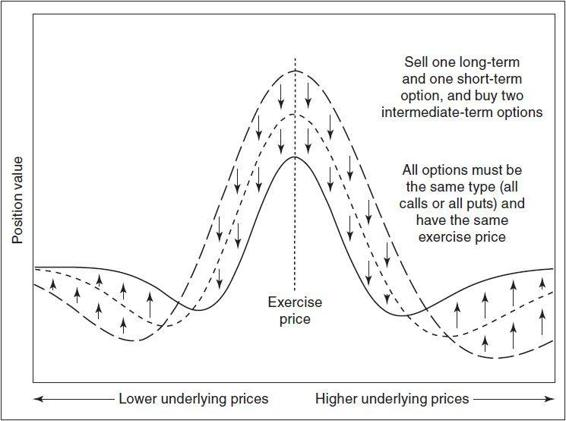 Sell one long-term
and one short-term
option, and buy two
intermediate-term options
All options must be
the same type (all
calls or all puts) and
have the same
exercise price
Position value
Exercise
price
Lower underlying prices
Higher underlying prices